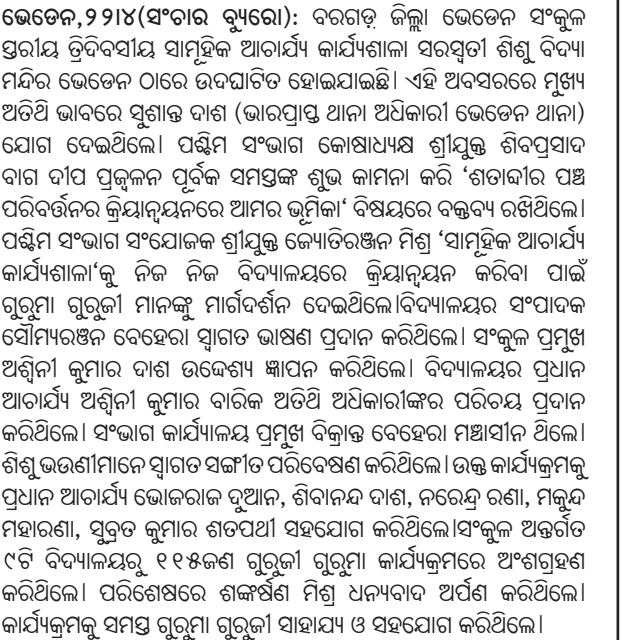 ଭେଡେନ,୨୨।୪(ସଂଚାର ବ୍ୟୁରୋ): ବରଗଡ଼ ଜିଲ୍ଲା ଭେଡେନ ସଂକୁଳ
ସ୍ତରୀୟ ତ୍ରିଦିବସୀୟ ସାମୂହିକ ଆଚାର୍ଯ୍ୟ କାର୍ଯ୍ୟଶାଳା ସରସ୍ଵତୀ ଶିଶୁ ବିଦ୍ୟା
ମନ୍ଦିର ଭେଡେନ ଠାରେ ଉଦଘାଟିତ ହୋଇଯାଇଛି। ଏହି ଅବସରରେ ମୁଖ୍ୟ
ଅତିଥି ଭାବରେ ସୁଶାନ୍ତ ଦାଶ (ଭାରପ୍ରାପ୍ତ ଥାନା ଅଧିକାରୀ ଭେଡେନ ଥାନା)
ଯୋଗ ଦେଇଥିଲେ। ପଶ୍ଚିମ ସଂଭାଗ କୋଷାଧ୍ୟକ୍ଷ ଶ୍ରୀଯୁକ୍ତ ଶିବପ୍ରସାଦ
ବାଗ ଦୀପ ପ୍ରଜ୍ଵଳନ ପୂର୍ବକ ସମସ୍ତଙ୍କ ଶୁଭ କାମନା କରି ‘ଶତାବ୍ଦୀର ପଞ୍ଚ
ପରିବର୍ତ୍ତନର କ୍ରିୟାନ୍ଵୟନରେ ଆମର ଭୂମିକା‘ ବିଷୟରେ ବକ୍ତବ୍ୟ ରଖିଥିଲେ।
ପଶ୍ଚିମ ସଂଭାଗ ସଂଯୋଜକ ଶ୍ରୀଯୁକ୍ତ ଜ୍ୟୋତିରଞ୍ଜନ ମିଶ୍ର ‘ସାମୂହିକ ଆଚାର୍ଯ୍ୟ
କାର୍ଯ୍ୟଶାଳା‘କୁ ନିଜ ନିଜ ବିଦ୍ୟାଳୟରେ କ୍ରିୟାନ୍ଵୟନ କରିବା ପାଇଁ
ଗୁରୁମା ଗୁରୁଜୀ ମାନଙ୍କୁ ମାର୍ଗଦର୍ଶନ ଦେଇଥିଲେ।ବିଦ୍ୟାଳୟର ସଂପାଦକ
ସୌମ୍ୟରଞ୍ଜନ ବେହେରା ସ୍ଵାଗତ ଭାଷଣ ପ୍ରଦାନ କରିଥିଲେ। ସଂକୁଳ ପ୍ରମୁଖ
ଅଶ୍ଵିନୀ କୁମାର ଦାଶ ଉଦ୍ଦେଶ୍ୟ ଜ୍ଞାପନ କରିଥିଲେ। ବିଦ୍ୟାଳୟର ପ୍ରଧାନ
ଆଚାର୍ଯ୍ୟ ଅଶ୍ଵିନୀ କୁମାର ବାରିକ ଅତିଥି ଅଧିକାରୀଙ୍କର ପରିଚୟ ପ୍ରଦାନ
କରିଥିଲେ। ସଂଭାଗ କାର୍ଯ୍ୟାଳୟ ପ୍ରମୁଖ ବିକ୍ରାନ୍ତ ବେହେରା ମଞ୍ଚାସୀନ ଥିଲେ।
ଶିଶୁ ଭଉଣୀମାନେ ସ୍ଵାଗତ ସଙ୍ଗୀତ ପରିବେଷଣ କରିଥିଲେ। ଉକ୍ତ କାର୍ଯ୍ୟକ୍ରମକୁ
ପ୍ରଧାନ ଆଚାର୍ଯ୍ୟ ଭୋଜରାଜ ଦୁଆନ, ଶିବାନନ୍ଦ ଦାଶ, ନରେନ୍ଦ୍ର ରଣା, ମକୁନ୍ଦ
ମହାରଣା, ସୁବ୍ରତ କୁମାର ଶତପଥୀ ସହଯୋଗ କରିଥିଲେ।ସଂକୁଳ ଅନ୍ତର୍ଗତ
୯ଟି ବିଦ୍ୟାଳୟରୁ ୧୧୫ଜଣ ଗୁରୁଜୀ ଗୁରୁମା କାର୍ଯ୍ୟକ୍ରମରେ ଅଂଶଗ୍ରହଣ
କରିଥିଲେ। ପରିଶେଷରେ ଶଙ୍କର୍ଷଣ ମିଶ୍ର ଧନ୍ୟବାଦ ଅର୍ପଣ କରିଥିଲେ।
କାର୍ଯ୍ୟକ୍ରମକୁ ସମସ୍ତ ଗୁରୁମା ଗୁରୁଜୀ ସାହାଯ୍ୟ ଓ ସହଯୋଗ କରିଥିଲେ।